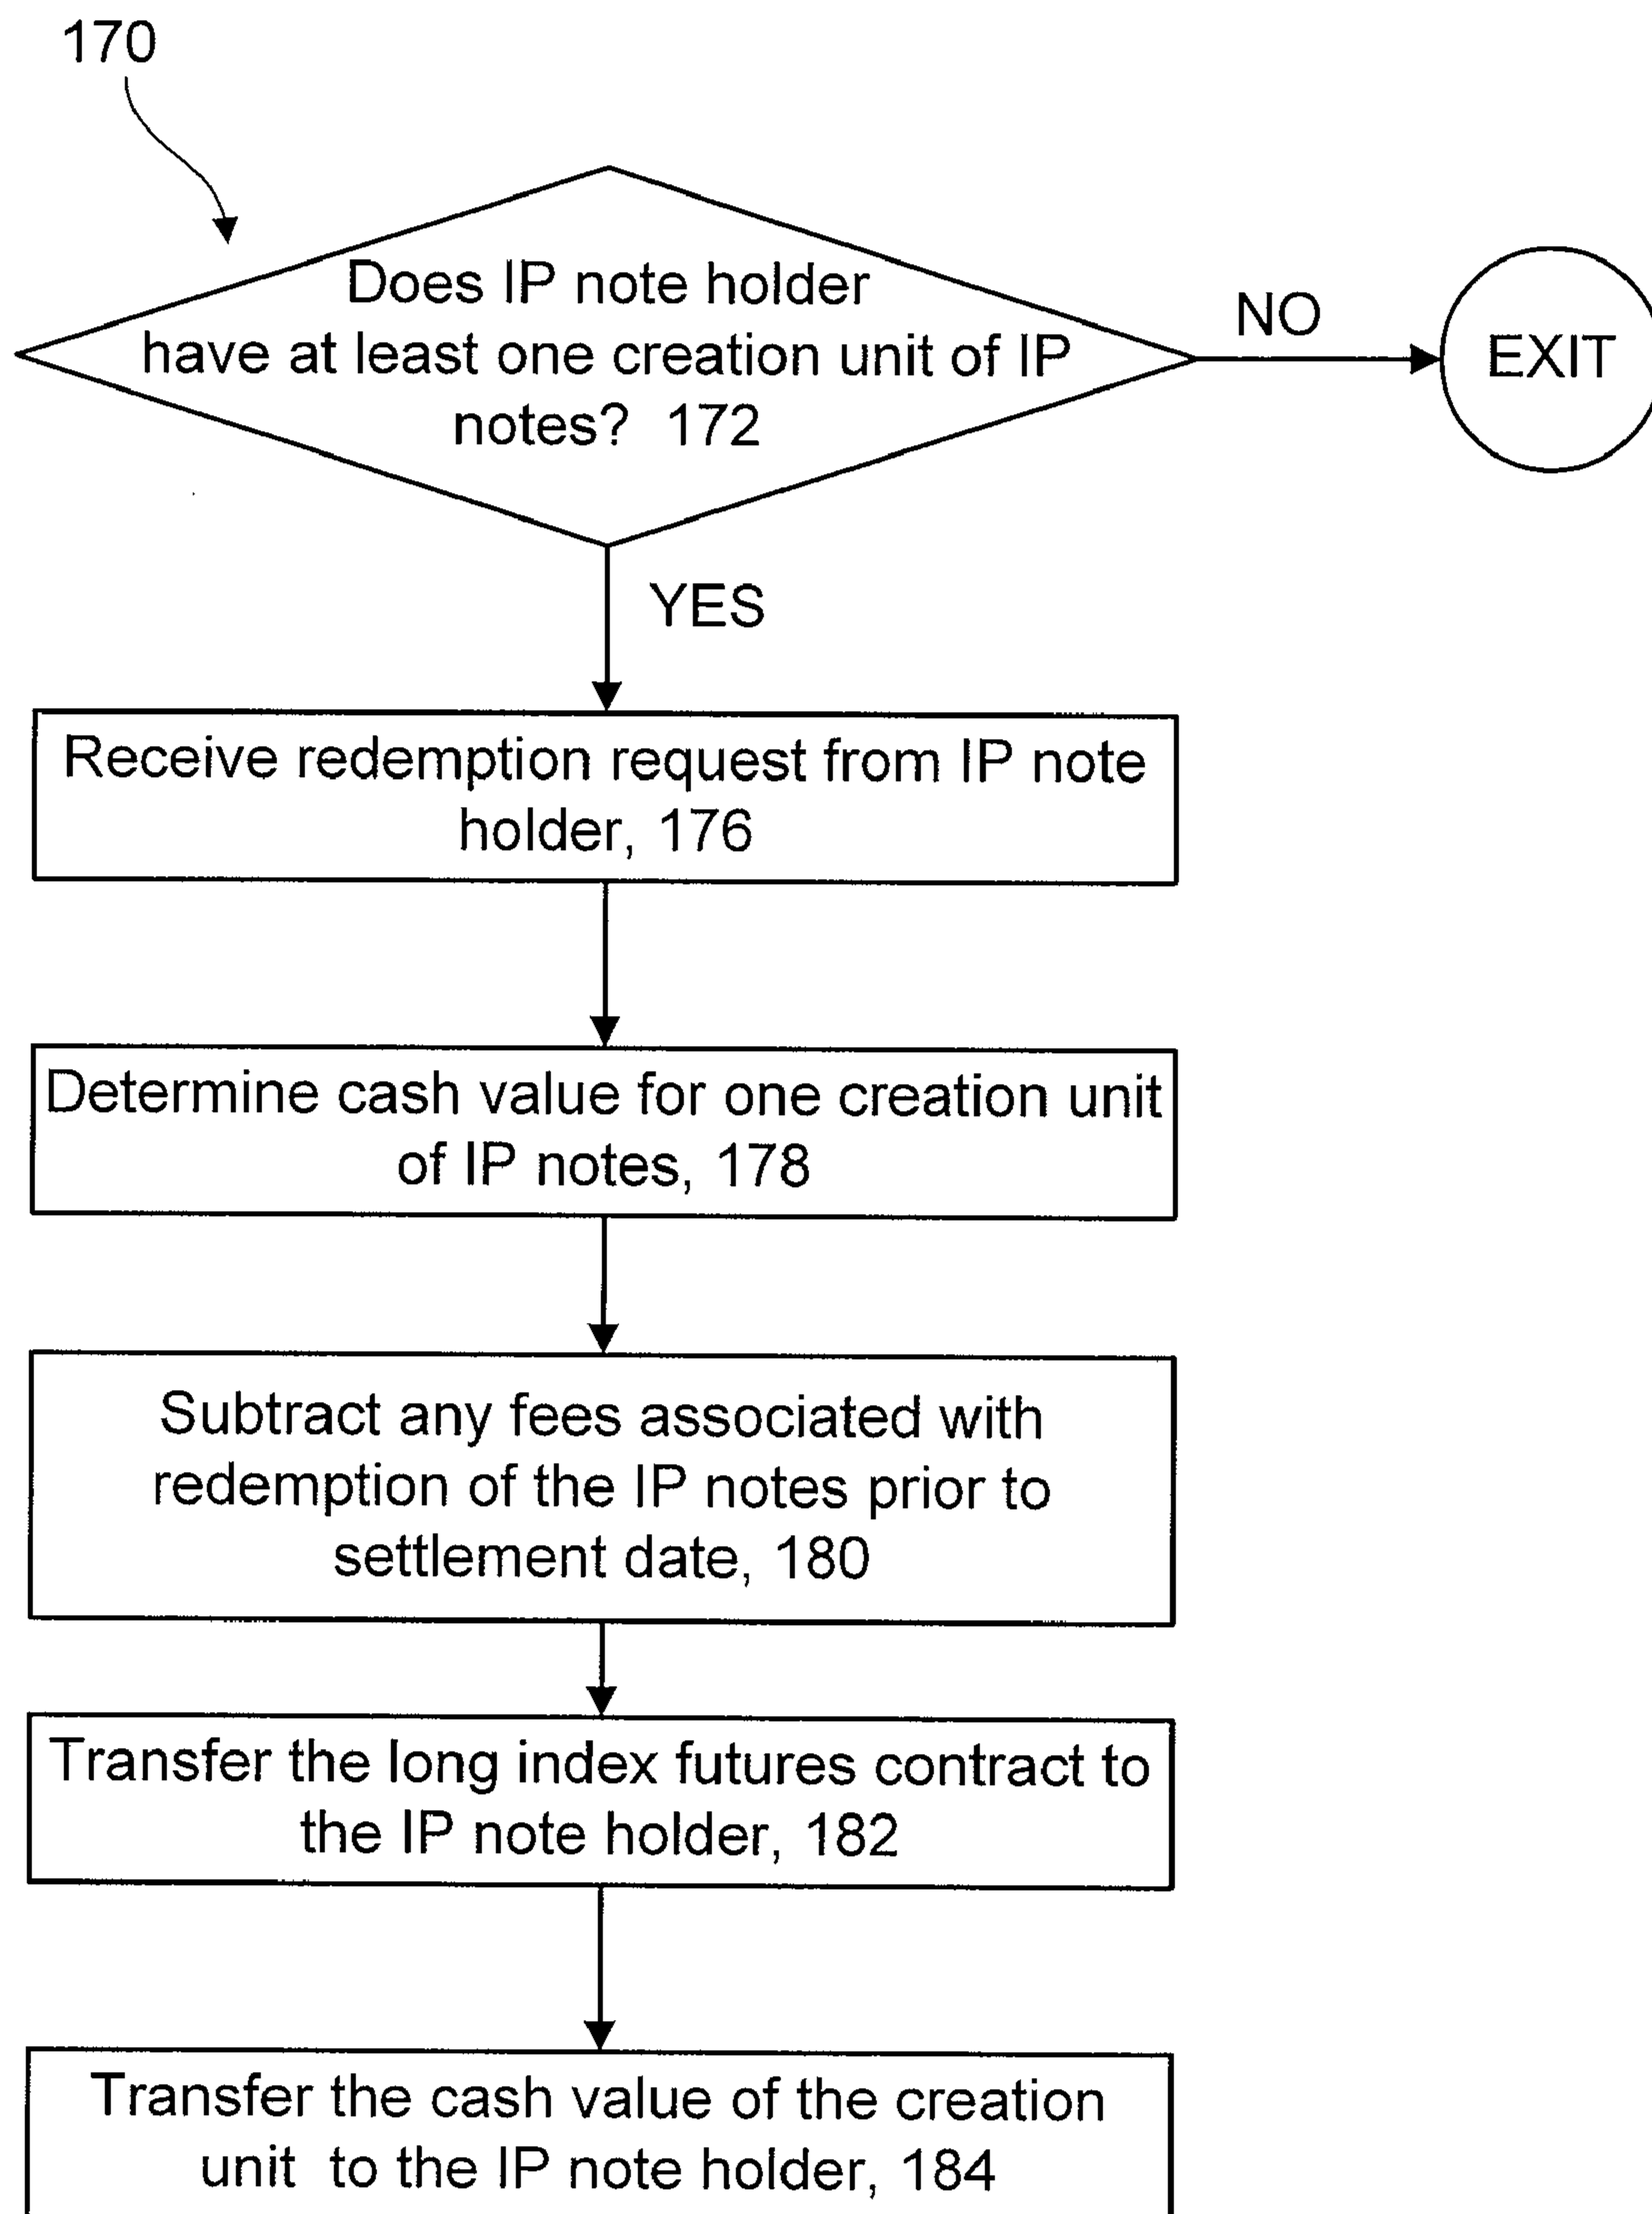 170
Does IP note holder
have at least one creation unit of IP
notes? 172
NO
EXIT
YES
Receive redemption request from IP note
holder, 176
Determine cash value for one creation unit
of IP notes, 178
Subtract any fees associated with
redemption of the IP notes prior to
settlement date, 180
Transfer the long index futures contract to
the IP note holder, 182
Transfer the cash value of the creation
unit to the IP note holder, 184